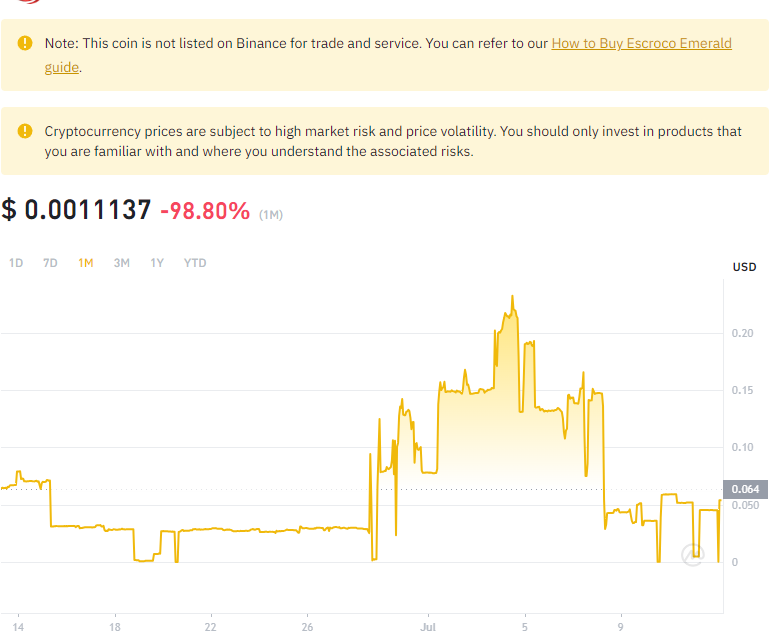 Note: This coin is not listed on Binance for trade and service. You can refer to our How to Buy Escroco Emerald
guide.
Cryptocurrency prices are subject to high market risk and price volatility. You should only invest in products that
you are familiar with and where you understand the associated risks.
$ 0.0011137 -98.80% (1M)
1D 7D 1M 3M 1Y YTD
USD
0.20
0.15
0.10
0.064
0.050
0
14 18 22 26 Jul 5 9